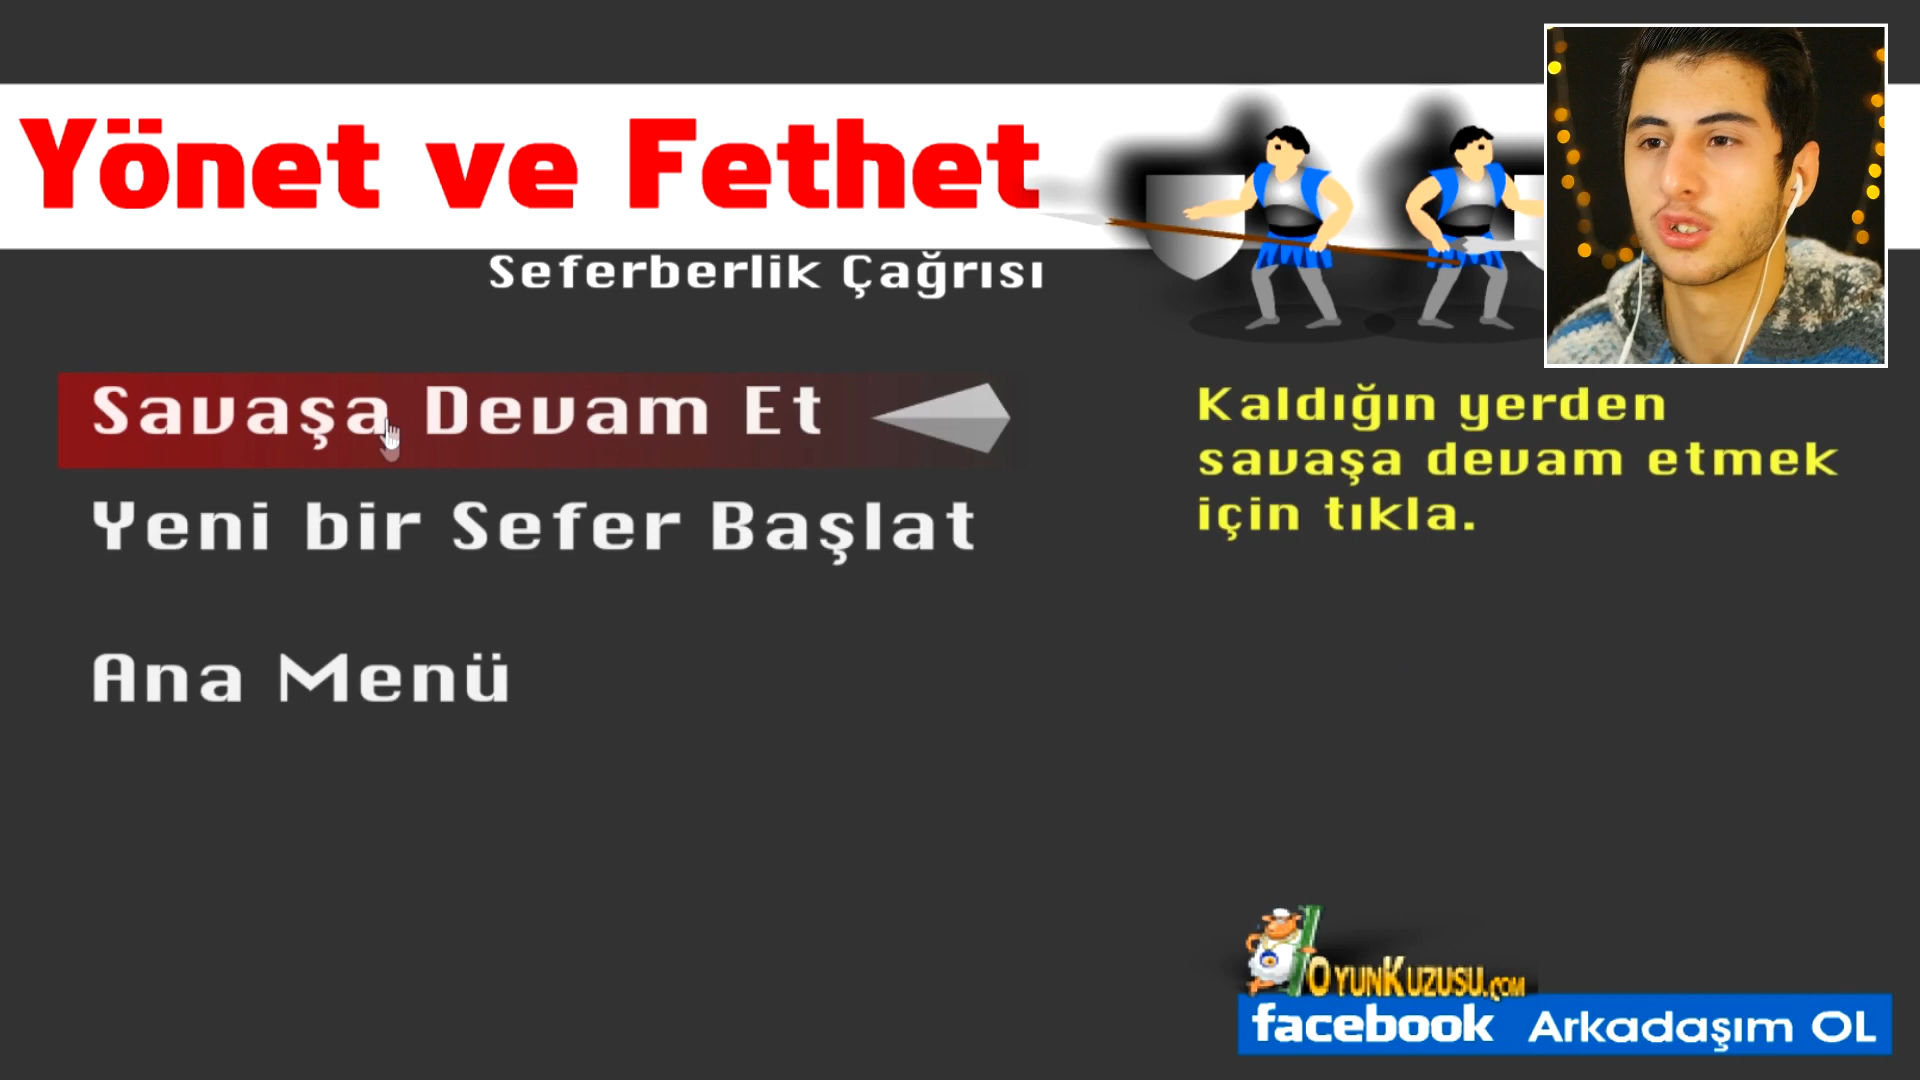 Yönet ve Fethet
Seferberlik Çağrısı
Savaşa Devam Et
Yeni bir Sefer Başlat
Ana Menü
Kaldığın yerden
savaşa devam etmek
için tıkla.
OYUNKUZUSU.COM
facebook Arkadaşım OL